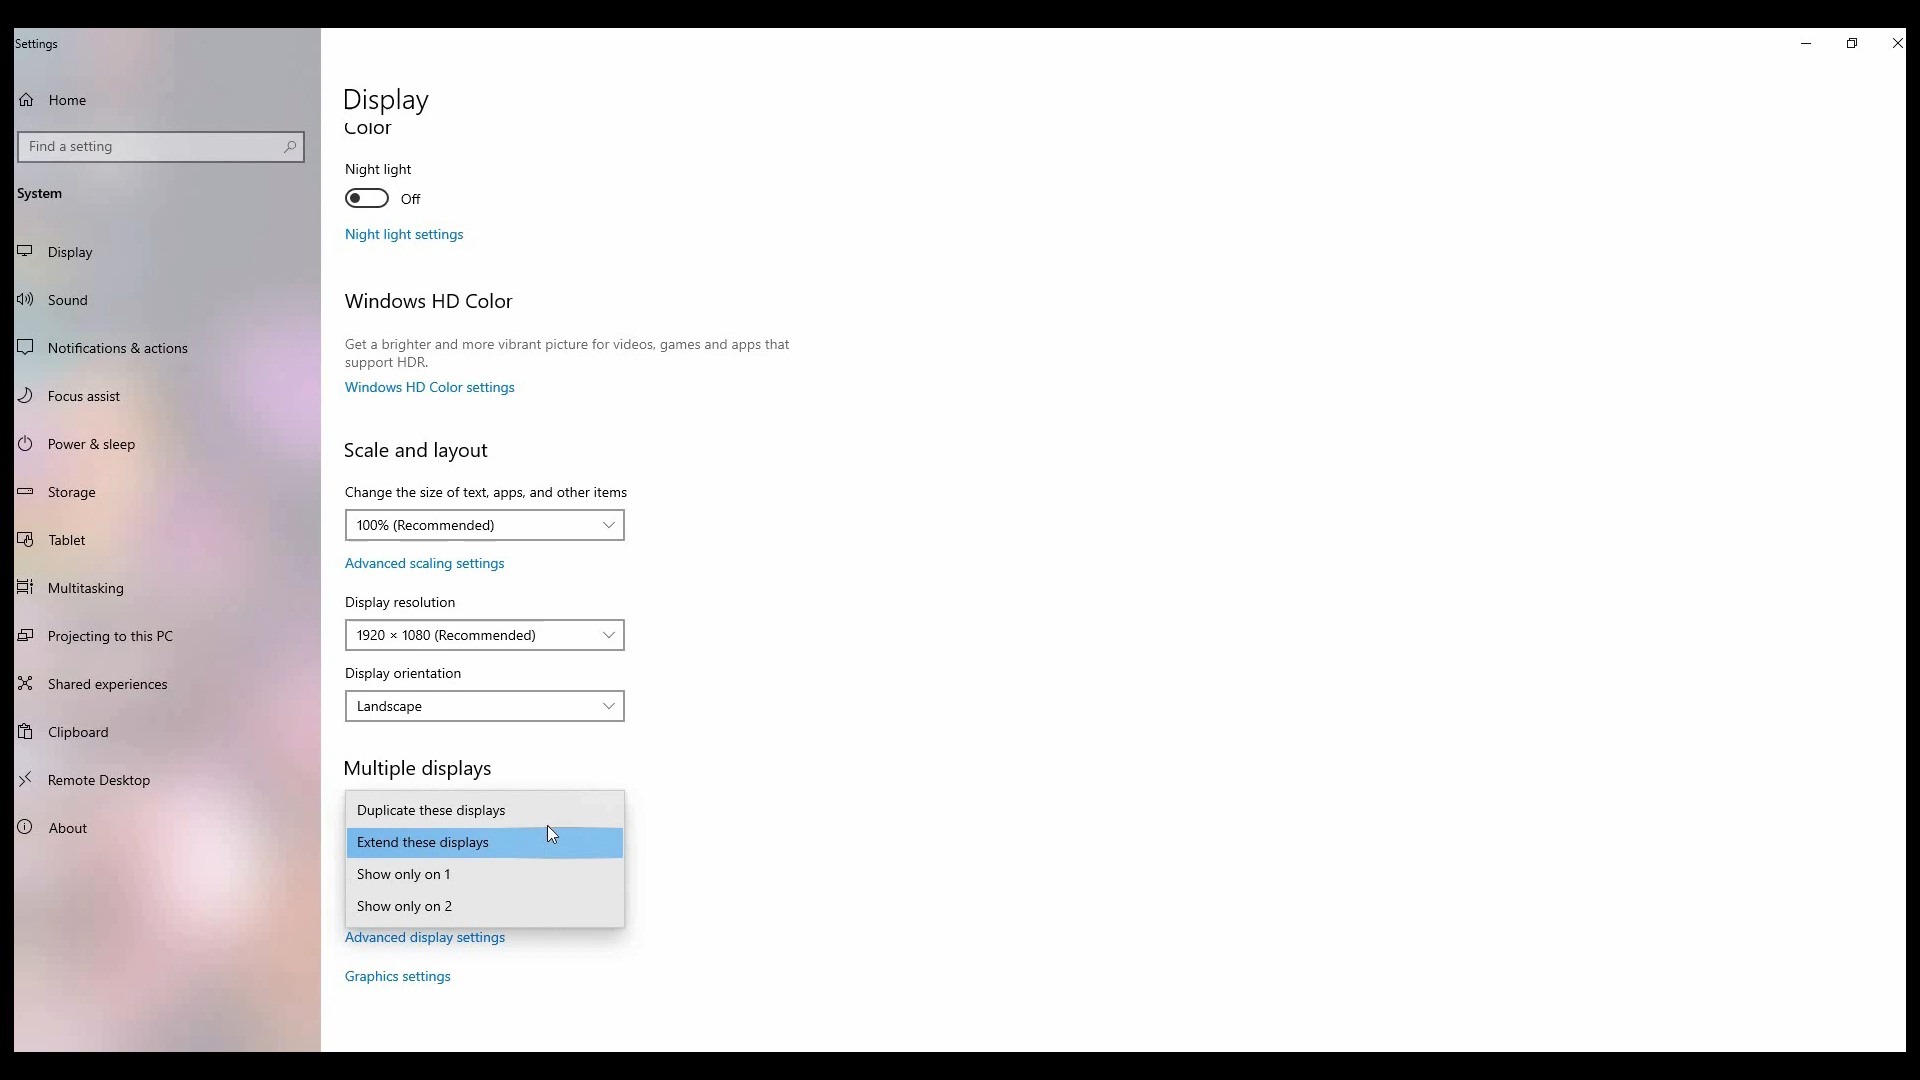 Settings
Home
Find a setting
System
Display
Sound
Notifications & actions
Focus assist
Power & sleep
Storage
Tablet
Multitasking
Projecting to this PC
Shared experiences
Clipboard
Remote Desktop
About
Display
Color
Night light
Off
Night light settings
Windows HD Color
Get a brighter and more vibrant picture for videos, games and apps that
support HDR.
Windows HD Color settings
Scale and layout
Change the size of text, apps, and other items
100% (Recommended)
Advanced scaling settings
Display resolution
1920 × 1080 (Recommended)
Display orientation
Landscape
Multiple displays
Duplicate these displays
Extend these displays
Show only on 1
Show only on 2
Advanced display settings
Graphics settings